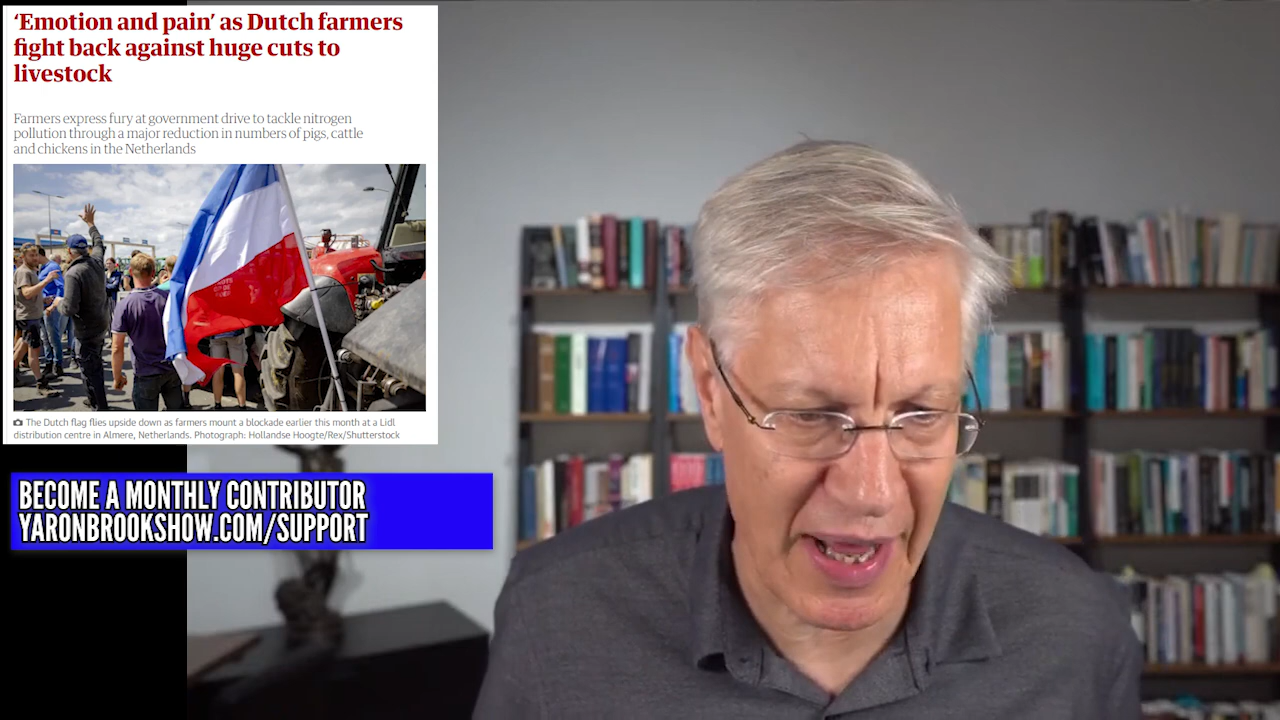 ‘Emotion and pain’ as Dutch farmers
fight back against huge cuts to
livestock
Farmers express fury at government drive to tackle nitrogen
pollution through a major reduction in numbers of pigs, cattle
and chickens in the Netherlands
The Dutch flag flies upside down as farmers mount a blockade earlier this month at a Lidl
distribution centre in Almere, Netherlands. Photograph: Hollandse Hoogte/Rex/Shutterstock
BECOME A MONTHLY CONTRIBUTOR
YARONBROOKSHOW.COM/SUPPORT